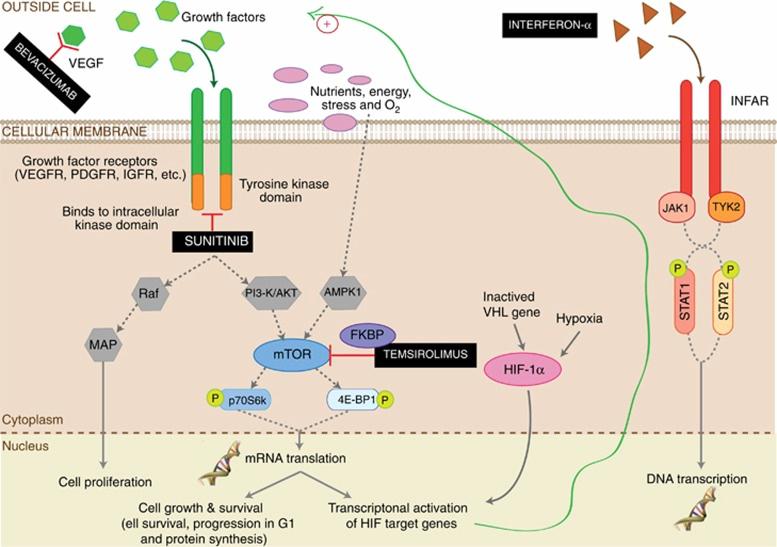 OUTSIDE CELL
BEVACIZUMAB
VEGF
Growth factors
+
INTERFERON-α
Nutrients, energy,
stress and O2
INFAR
CELLULAR MEMBRANE
Growth factor receptors
(VEGFR, PDGFR, IGFR, etc.)
Tyrosine kinase
domain
Binds to intracellular
kinase domain
SUNITINIB
JAK1
TYK2
P
P
STAT1
STAT2
Raf
PI3-K/AKT
AMPK1
MAP
FKBP
mTOR
TEMSIROLIMUS
Inactived
VHL gene
Hypoxia
HIF-1α
P
p70S6k
4E-BP1
P
Cytoplasm
Nucleus
mRNA translation
Cell proliferation
DNA transcription
Cell growth & survival
(ell survival, progression in G1
and protein synthesis)
Transcriptonal activation
of HIF target genes